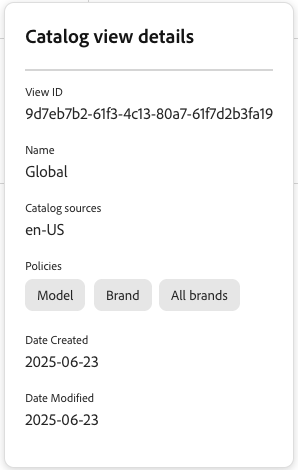 Catalog view details
View ID
9d7eb7b2-61f3-4c13-80a7-61f7d2b3fa19
Name
Global
Catalog sources
en-US
Policies
Model Brand All brands
Date Created
2025-06-23
Date Modified
2025-06-23